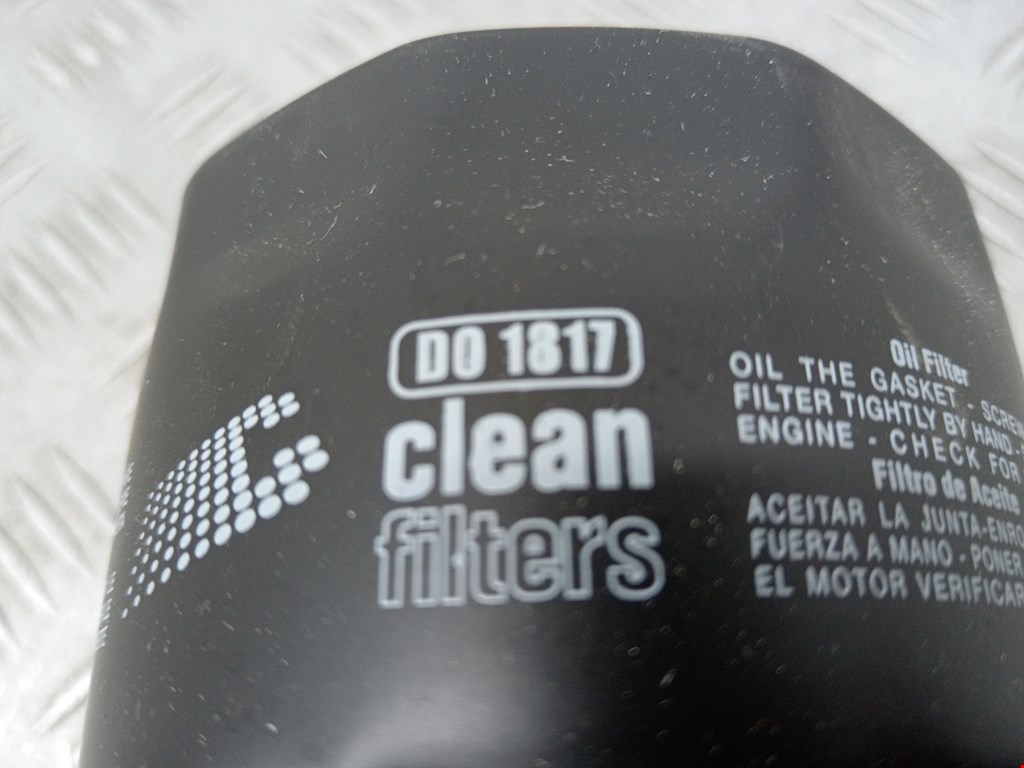 DO 1817
clean
filters
Oil Filter
OIL THE GASKET - SCREW
FILTER TIGHTLY BY HAND -
ENGINE - CHECK FOR
Filtro de Aceite
ACEITAR LA JUNTA-ENRO
FUERZA A MANO - PONER
EL MOTOR VERIFICAR